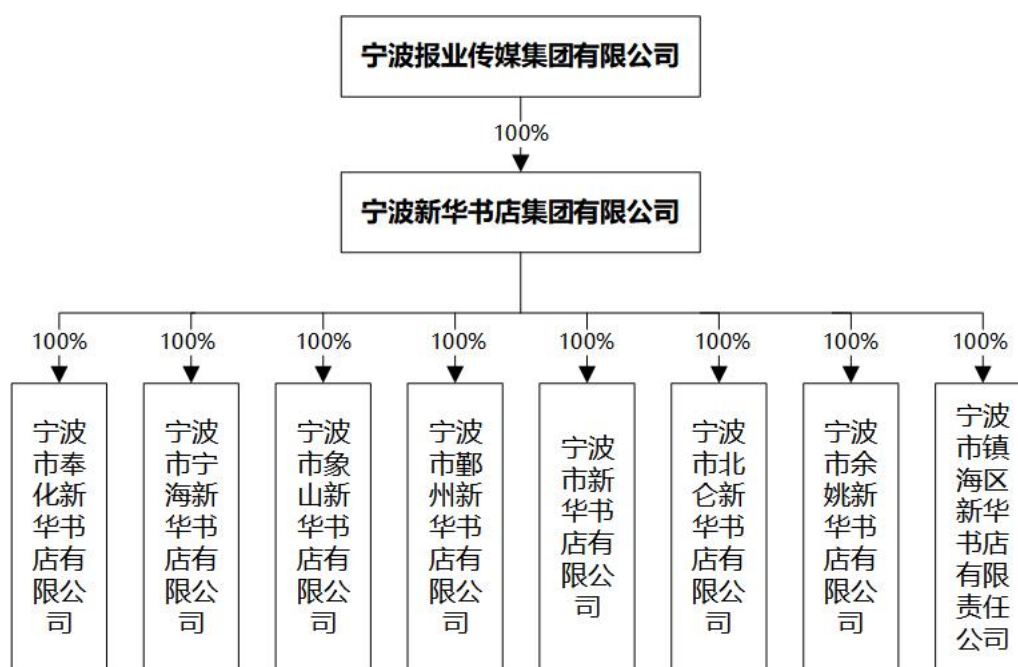 宁波报业传媒集团有限公司
100%
宁波新华书店集团有限公司
100%
100%
100%
100%
100%
100%
100%
100%
宁波
市奉
化新
华书
店有
限公
司
宁波
市宁
海新
华书
店有
限公
司
宁波
市象
山新
华书
店有
限公
司
宁波
市鄞
州新
华书
店有
限公
司
宁波
市新
华书
店有
限公
司
宁波
市北
仑新
华书
店有
限公
司
宁波
市余
姚新
华书
店有
限公
司
宁波
市镇
海区
新华
书店
有限
责任
公司